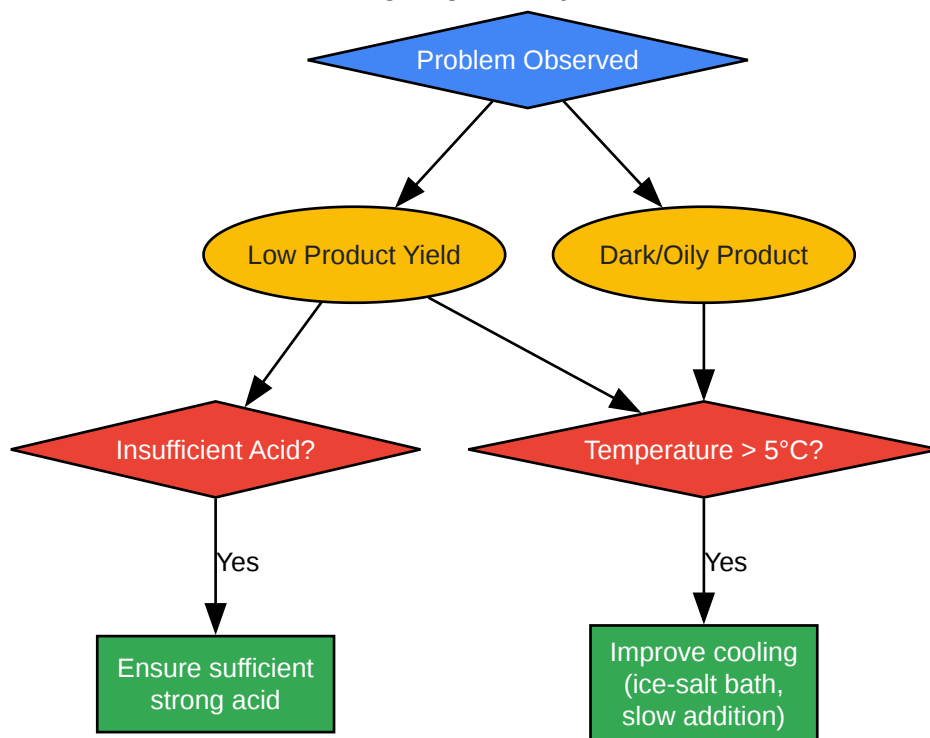 Problem Observed
Low Product Yield
Dark/Oily Product
Insufficient Acid?
Temperature > 5°C?
Yes
Yes
Ensure sufficient
strong acid
Improve cooling
(ice-salt bath,
slow addition)